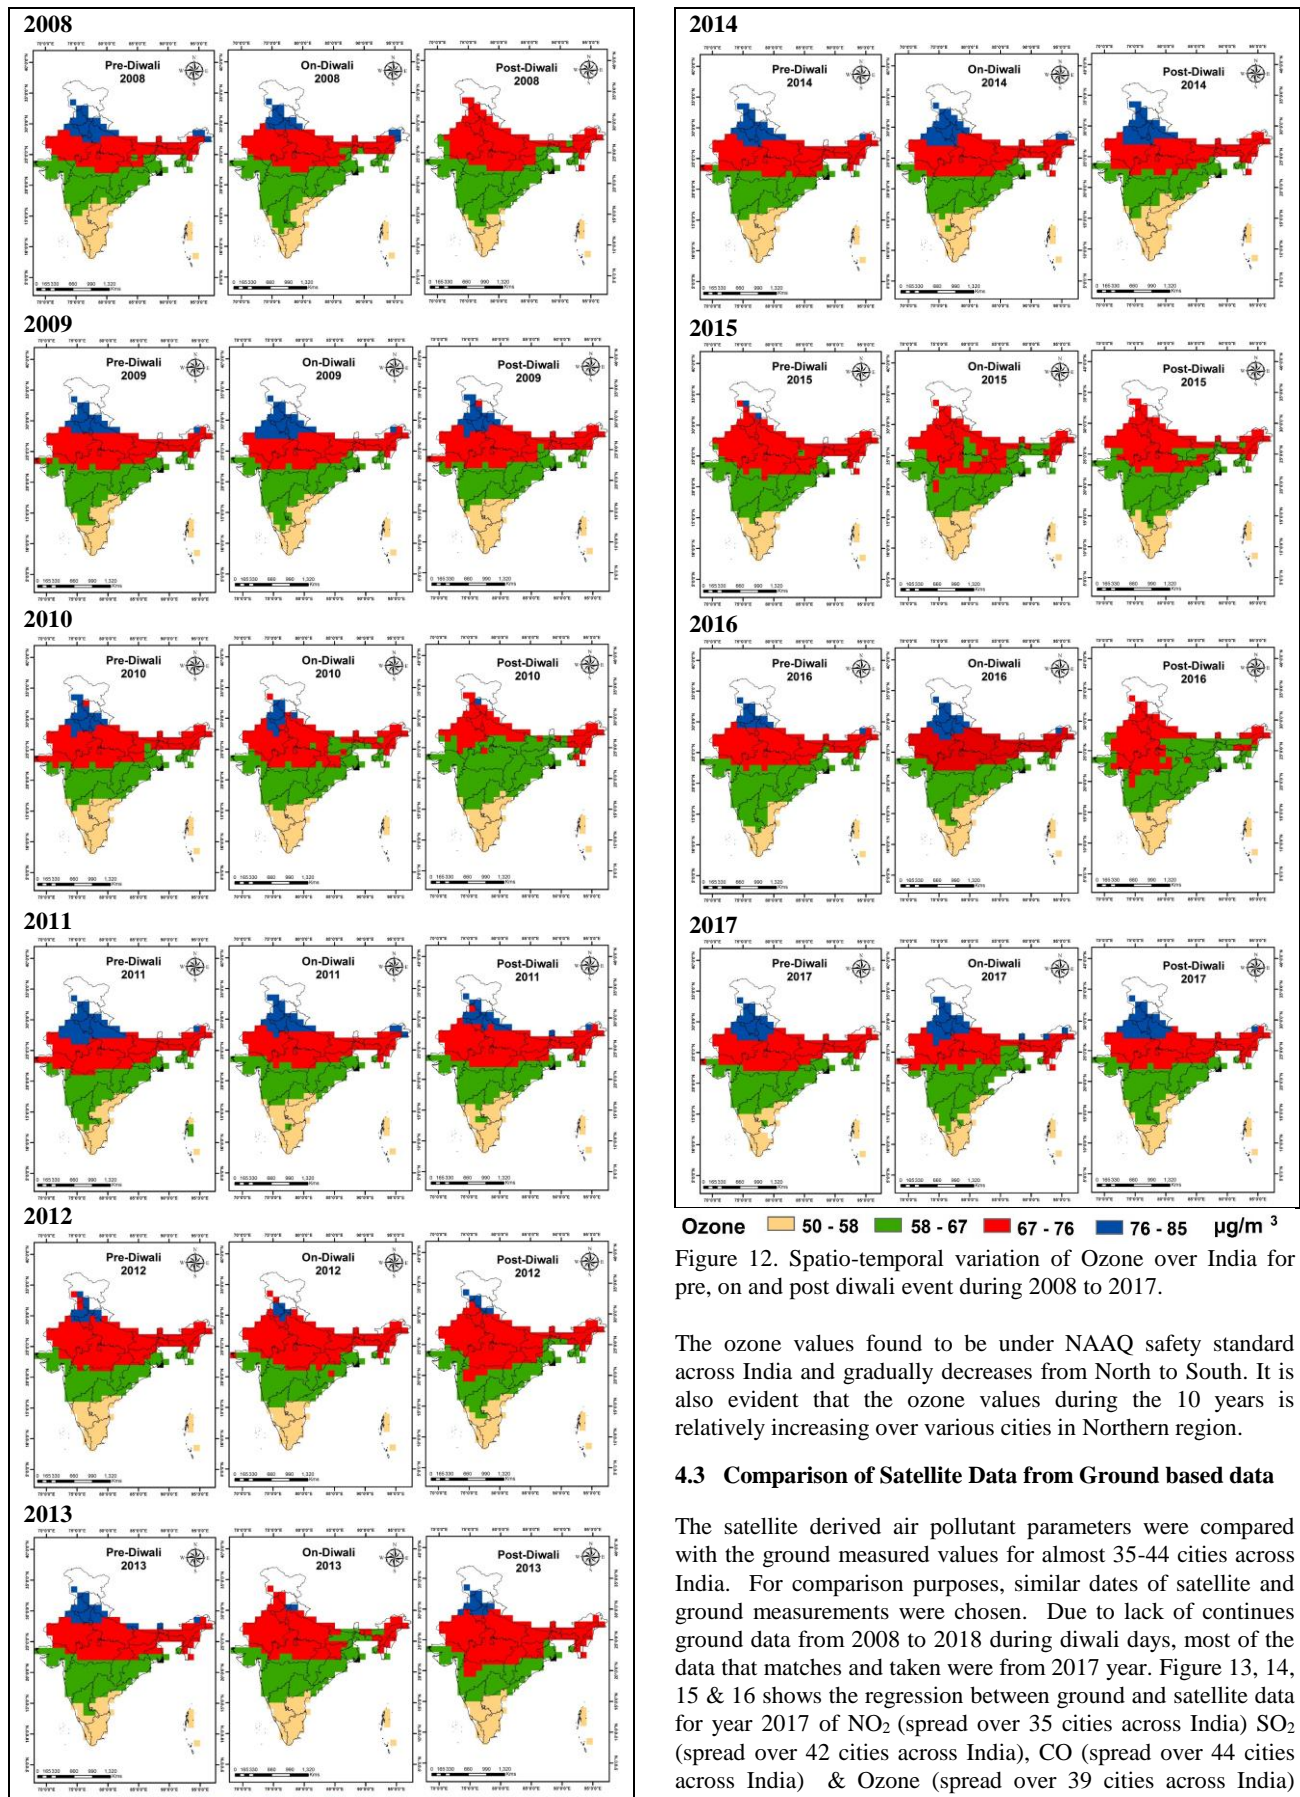 2008
Pre-Diwali
2008
On-Diwali
2008
Post-Diwali
2008
2009
Pre-Diwali
2009
On-Diwali
2009
Post-Diwali
2009
2010
Pre-Diwali
2010
On-Diwali
2010
Post-Diwali
2010
2011
Pre-Diwali
2011
On-Diwali
2011
Post-Diwali
2011
2012
Pre-Diwali
2012
On-Diwali
2012
Post-Diwali
2012
2013
Pre-Diwali
2013
On-Diwali
2013
Post-Diwali
2013
2014
Pre-Diwali
2014
On-Diwali
2014
Post-Diwali
2014
2015
Pre-Diwali
2015
On-Diwali
2015
Post-Diwali
2015
2016
Pre-Diwali
2016
On-Diwali
2016
Post-Diwali
2016
2017
Pre-Diwali
2017
On-Diwali
2017
Post-Diwali
2017
Ozone 50 - 58 58 - 67 67 - 76 76 - 85 µg/m ³
Figure 12. Spatio-temporal variation of Ozone over India for
pre, on and post diwali event during 2008 to 2017.
The ozone values found to be under NAAQ safety standard
across India and gradually decreases from North to South. It is
also evident that the ozone values during the 10 years is
relatively increasing over various cities in Northern region.
4.3 Comparison of Satellite Data from Ground based data
The satellite derived air pollutant parameters were compared
with the ground measured values for almost 35-44 cities across
India. For comparison purposes, similar dates of satellite and
ground measurements were chosen. Due to lack of continues
ground data from 2008 to 2018 during diwali days, most of the
data that matches and taken were from 2017 year. Figure 13, 14,
15 & 16 shows the regression between ground and satellite data
for year 2017 of NO₂ (spread over 35 cities across India) SO₂
(spread over 42 cities across India), CO (spread over 44 cities
across India) & Ozone (spread over 39 cities across India)